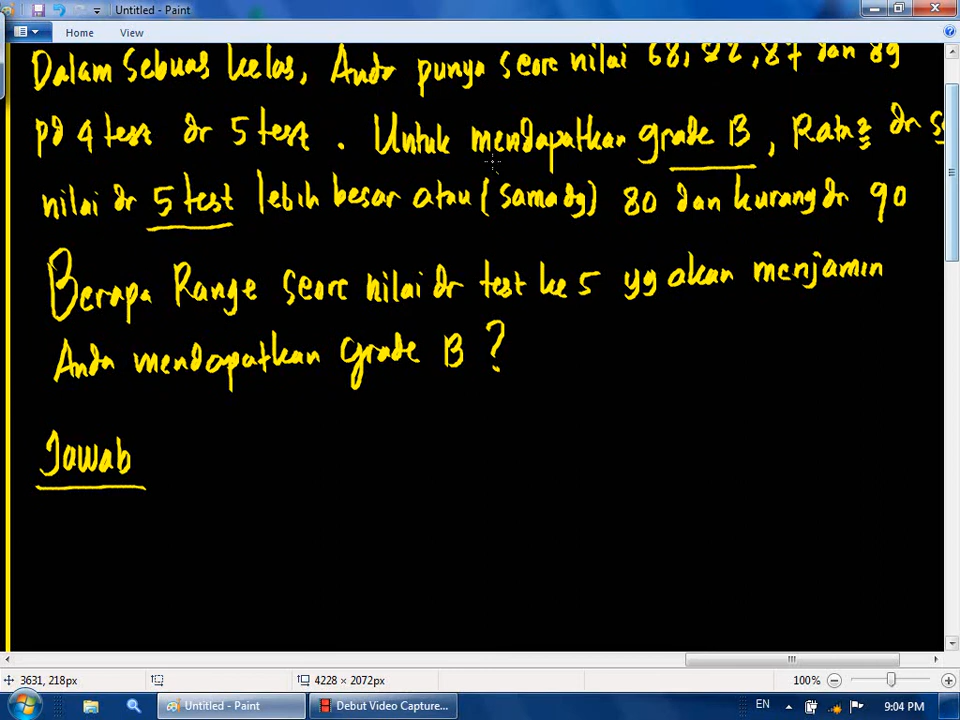 Untitled - Paint
Home View
Dalam Sebuas kelas, Anda punya score nilai 68, 82, 87 dan 89
pd 4 test dr 5 test . Untuk mendapatkan grade B , Rata2 dr
nilai dr 5 test lebih besar atau (sama dg) 80 dan kurang dr 90
Berapa Range score nilai dr test ke 5 yg akan menjamin
Anda mendapatkan grade B ?
Jawab
3631, 218px 4228 × 2072px 100%
Untitled - Paint Debut Video Capture... EN 9:04 PM